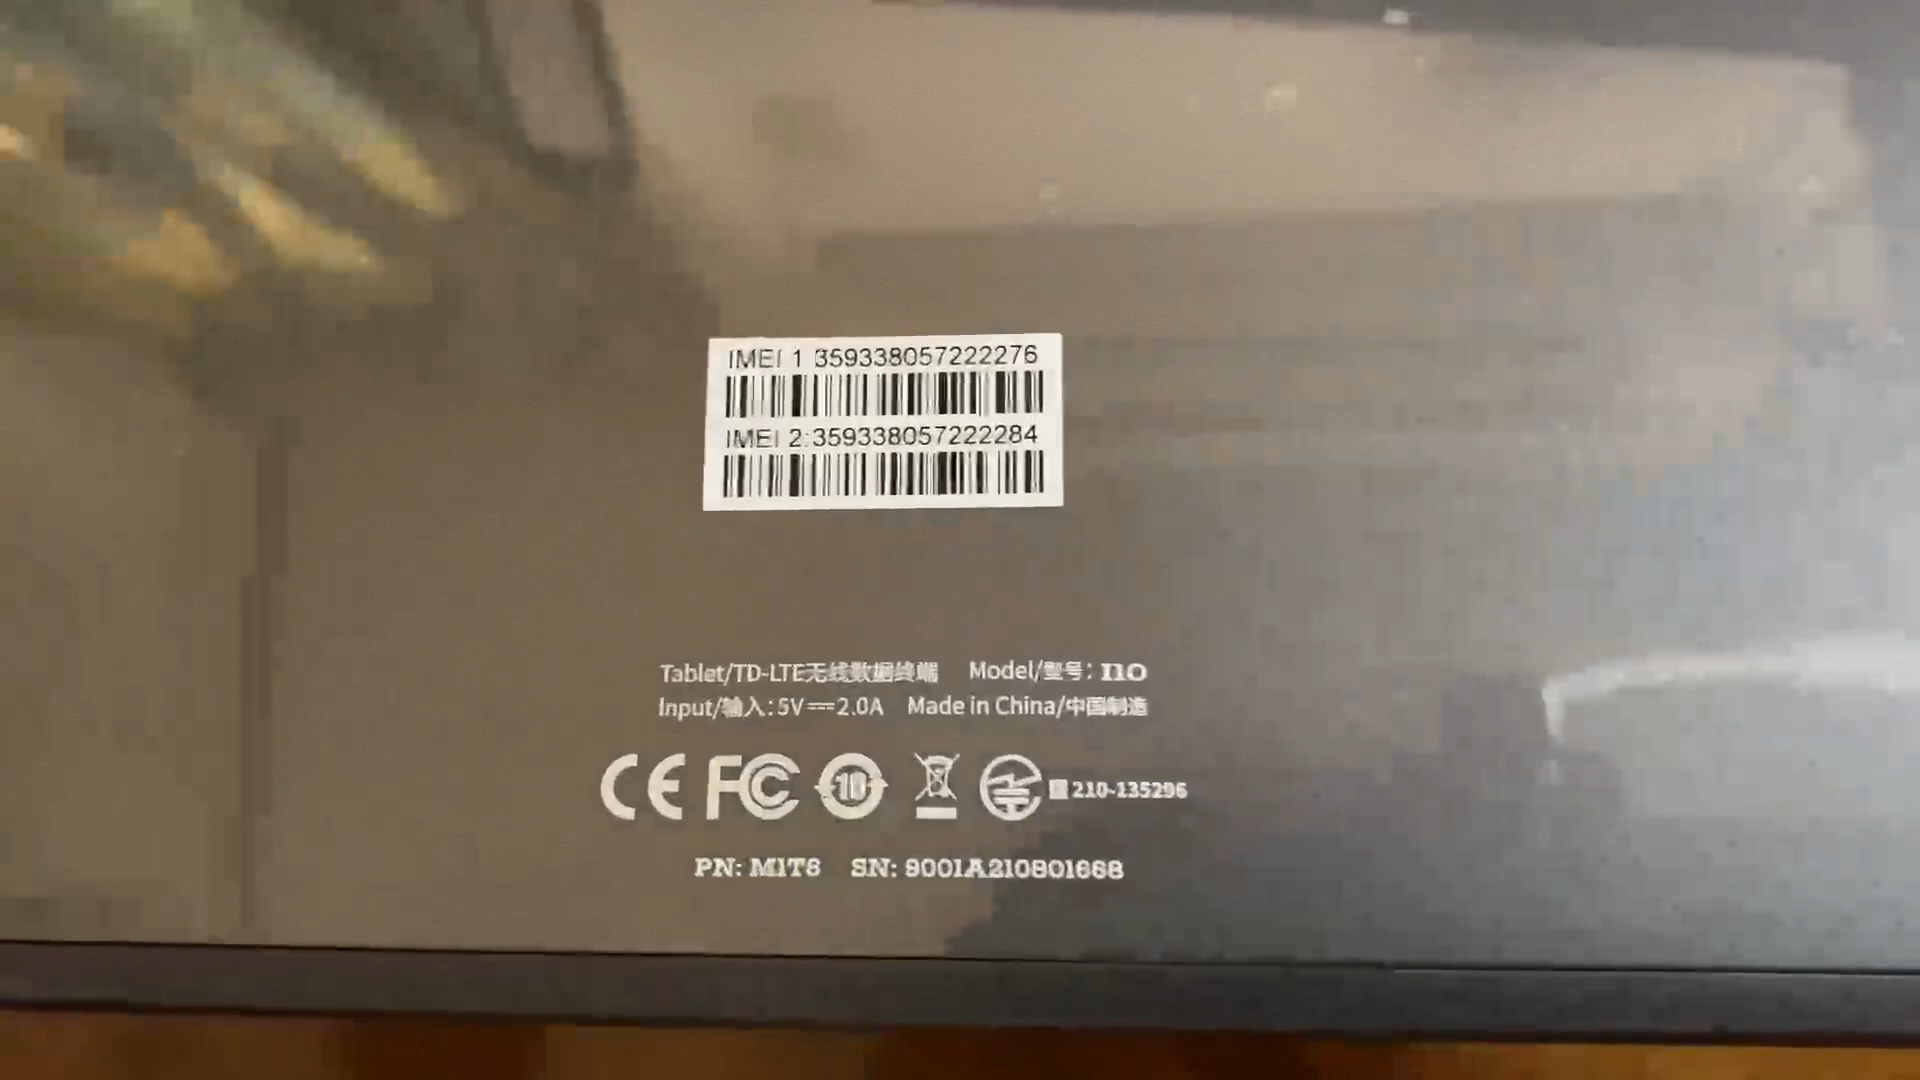 IMEI 1 359338057222276
IMEI 2:359338057222284
Tablet/TD-LTE无线数据终端 Model/型号: I10
Input/输入: 5V⎓2.0A Made in China/中国制造
CE FC 10 210-135296
PN: M1T6 SN: 9001A210801668